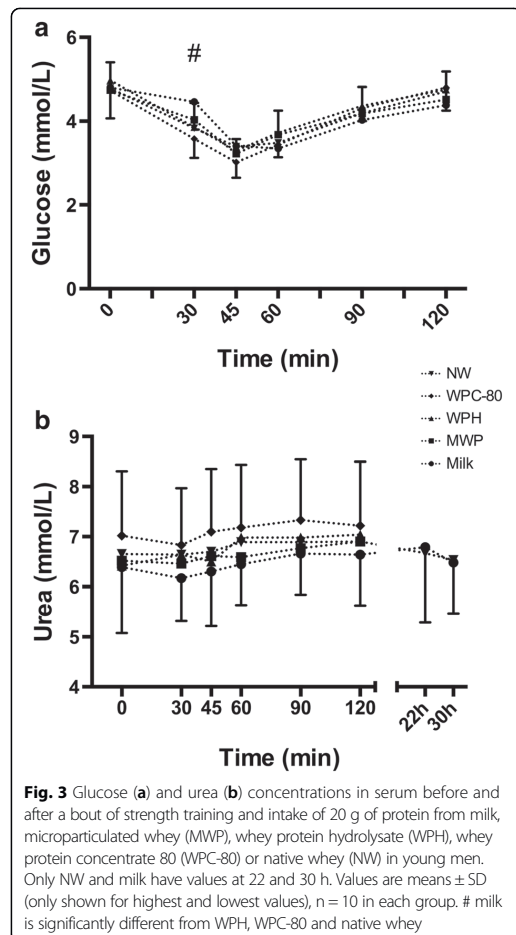 a
6
4
2
0
Glucose (mmol/L)
#
0 30 45 60 90 120
Time (min)
NW
WPC-80
WPH
MWP
Milk
b
9
8
7
6
5
4
Urea (mmol/L)
0 30 45 60 90 120 22h 30h
Time (min)
Fig. 3 Glucose (a) and urea (b) concentrations in serum before and
after a bout of strength training and intake of 20 g of protein from milk,
microparticulated whey (MWP), whey protein hydrolysate (WPH), whey
protein concentrate 80 (WPC-80) or native whey (NW) in young men.
Only NW and milk have values at 22 and 30 h. Values are means ± SD
(only shown for highest and lowest values), n = 10 in each group. # milk
is significantly different from WPH, WPC-80 and native whey